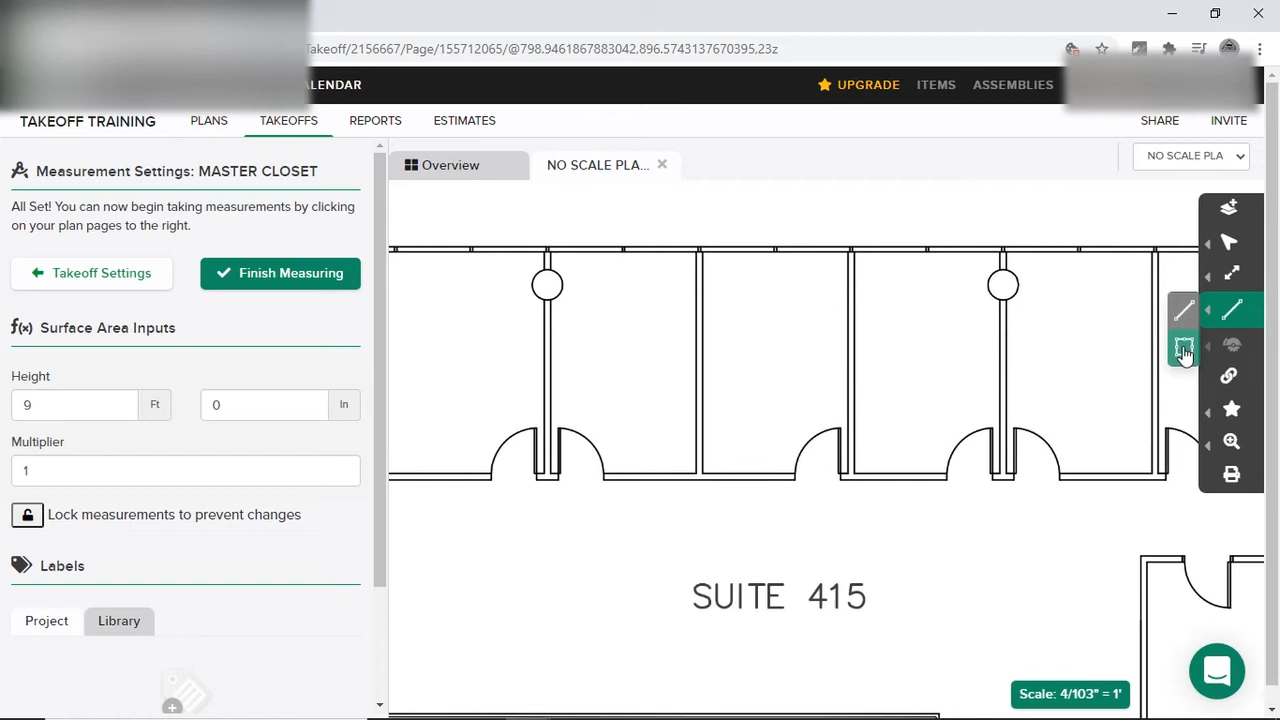 Takeoff/2156667/Page/155712065/@798.9461867883042,896.5743137670395,23z
ALENDAR
UPGRADE ITEMS ASSEMBLIES
TAKEOFF TRAINING PLANS TAKEOFFS REPORTS ESTIMATES SHARE INVITE
Overview NO SCALE PLA... NO SCALE PLA
Measurement Settings: MASTER CLOSET
All Set! You can now begin taking measurements by clicking
on your plan pages to the right.
Takeoff Settings Finish Measuring
f(x) Surface Area Inputs
Height
9 Ft 0 In
Multiplier
1
Lock measurements to prevent changes
Labels
Project Library
SUITE 415
Scale: 4/103" = 1'